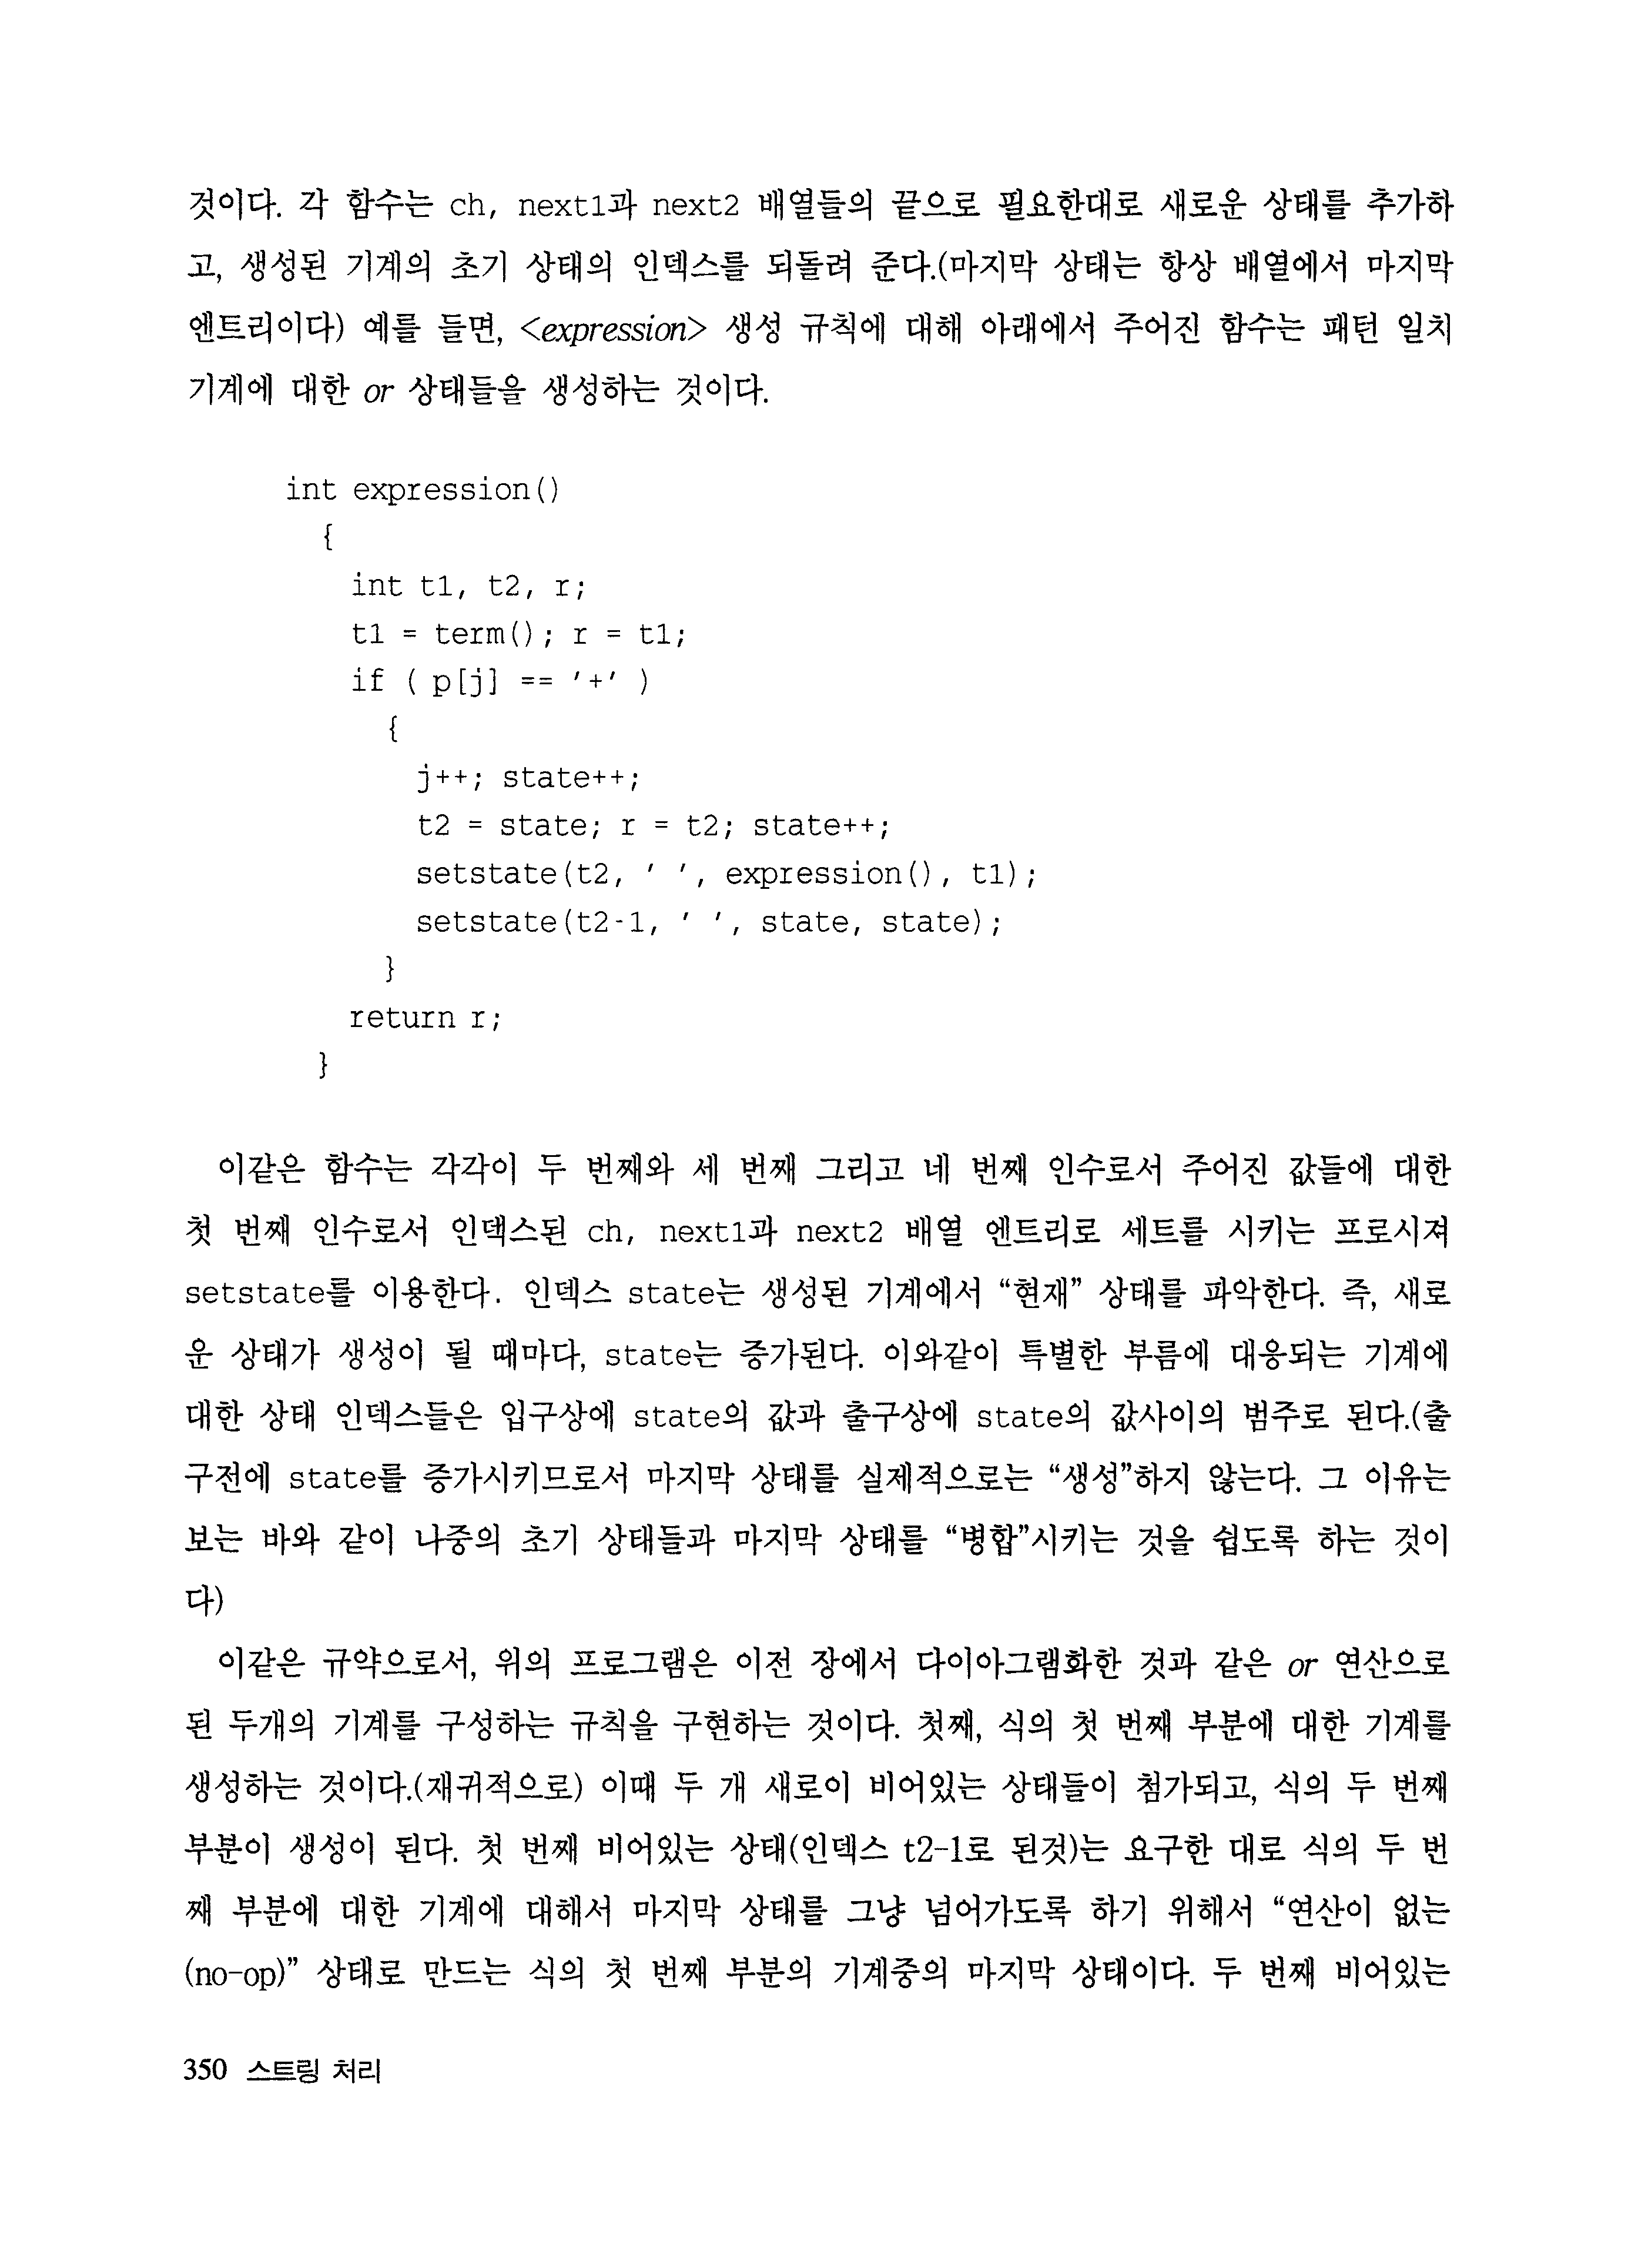 것이다. 각 함수는 ch, next1과 next2 배열들의 끝으로 필요한대로 새로운 상태를 추가하
고, 생성된 기계의 초기 상태의 인덱스를 되돌려 준다.(마지막 상태는 항상 배열에서 마지막
엔트리이다) 예를 들면, <expression> 생성 규칙에 대해 아래에서 주어진 함수는 패턴 일치
기계에 대한 or 상태들을 생성하는 것이다.
int expression()
{
int t1, t2, r;
t1 = term(); r = t1;
if ( p[j] == '+' )
{
j++; state++;
t2 = state; r = t2; state++;
setstate(t2, ' ', expression(), t1);
setstate(t2-1, ' ', state, state);
}
return r;
}
이같은 함수는 각각이 두 번째와 세 번째 그리고 네 번째 인수로서 주어진 값들에 대한
첫 번째 인수로서 인댁스된 ch, next1과 next2 배열 엔트리로 세트를 시키는 프로시져
setstate를 이용한다. 인덱스 state는 생성된 기계에서 “현재” 상태를 파악한다. 즉, 새로
운 상태가 생성이 될 때마다, state는 증가된다. 이와같이 특별한 부름에 대응되는 기계에
대한 상태 인덱스들은 입구상에 state의 값과 출구상에 state의 값사이의 범주로 된다.(출
구전에 state를 증가시키므로서 마지막 상태를 실제적으로는 “생성”하지 않는다. 그 이유는
보는 바와 같이 나중의 초기 상태들과 마지막 상태를 “병합”시키는 것을 쉽도록 하는 것이
다)
이같은 규약으로서, 위의 프로그램은 이전 장에서 다이아그램화한 것과 같은 or 연산으로
된 두개의 기계를 구성하는 규칙을 구현하는 것이다. 첫째, 식의 첫 번째 부분에 대한 기계를
생성하는 것이다.(재귀적으로) 이때 두 개 새로이 비어있는 상태들이 첨가되고, 식의 두 번째
부분이 생성이 된다. 첫 번째 비어있는 상태(인덱스 t2-1로 된것)는 요구한 대로 식의 두 번
째 부분에 대한 기계에 대해서 마지막 상태를 그냥 넘어가도록 하기 위해서 “연산이 없는
(no-op)” 상태로 만드는 식의 첫 번째 부분의 기계중의 마지막 상태이다. 두 번째 비어있는
350 스트링 처리